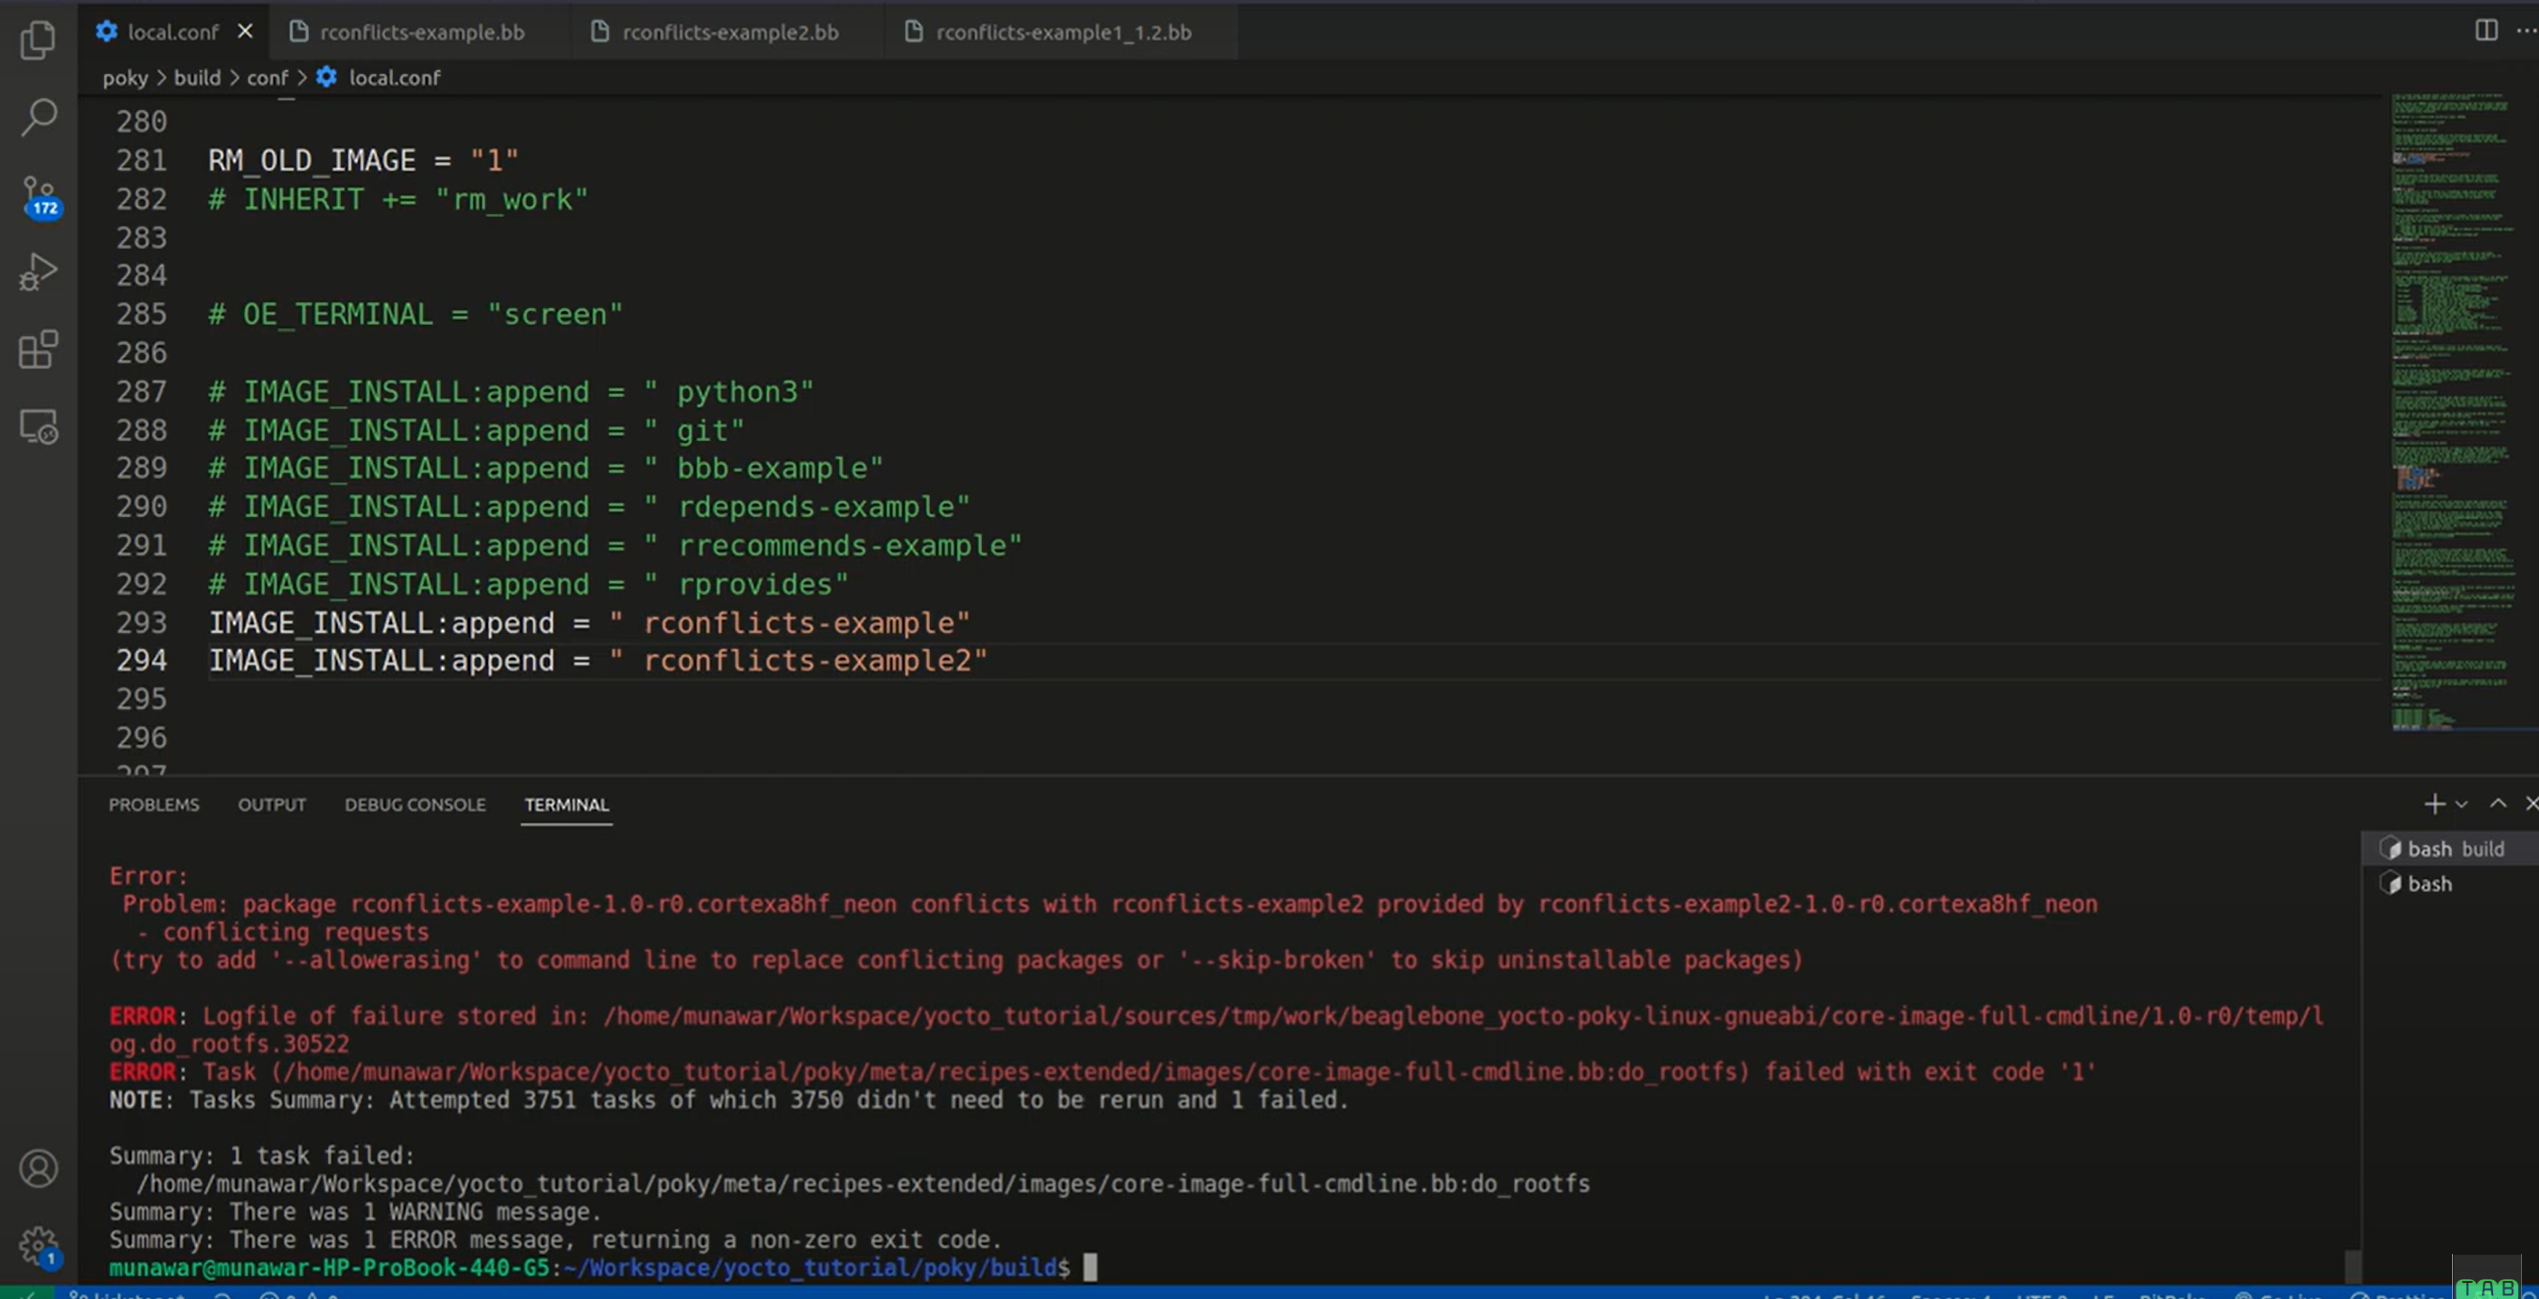 local.conf
rconflicts-example.bb
rconflicts-example2.bb
rconflicts-example1_1.2.bb
poky > build > conf > local.conf
280
281 RM_OLD_IMAGE = "1"
282 # INHERIT += "rm_work"
283
284
285 # OE_TERMINAL = "screen"
286
287 # IMAGE_INSTALL:append = " python3"
288 # IMAGE_INSTALL:append = " git"
289 # IMAGE_INSTALL:append = " bbb-example"
290 # IMAGE_INSTALL:append = " rdepends-example"
291 # IMAGE_INSTALL:append = " rrecommends-example"
292 # IMAGE_INSTALL:append = " rprovides"
293 IMAGE_INSTALL:append = " rconflicts-example"
294 IMAGE_INSTALL:append = " rconflicts-example2"
295
296
297
172
PROBLEMS OUTPUT DEBUG CONSOLE TERMINAL
bash build
bash
Error:
Problem: package rconflicts-example-1.0-r0.cortexa8hf_neon conflicts with rconflicts-example2 provided by rconflicts-example2-1.0-r0.cortexa8hf_neon
- conflicting requests
(try to add '--allowerasing' to command line to replace conflicting packages or '--skip-broken' to skip uninstallable packages)
ERROR: Logfile of failure stored in: /home/munawar/Workspace/yocto_tutorial/sources/tmp/work/beaglebone_yocto-poky-linux-gnueabi/core-image-full-cmdline/1.0-r0/temp/l
og.do_rootfs.30522
ERROR: Task (/home/munawar/Workspace/yocto_tutorial/poky/meta/recipes-extended/images/core-image-full-cmdline.bb:do_rootfs) failed with exit code '1'
NOTE: Tasks Summary: Attempted 3751 tasks of which 3750 didn't need to be rerun and 1 failed.
Summary: 1 task failed:
/home/munawar/Workspace/yocto_tutorial/poky/meta/recipes-extended/images/core-image-full-cmdline.bb:do_rootfs
Summary: There was 1 WARNING message.
Summary: There was 1 ERROR message, returning a non-zero exit code.
munawar@munawar-HP-ProBook-440-G5:~/Workspace/yocto_tutorial/poky/build$
1
TAB